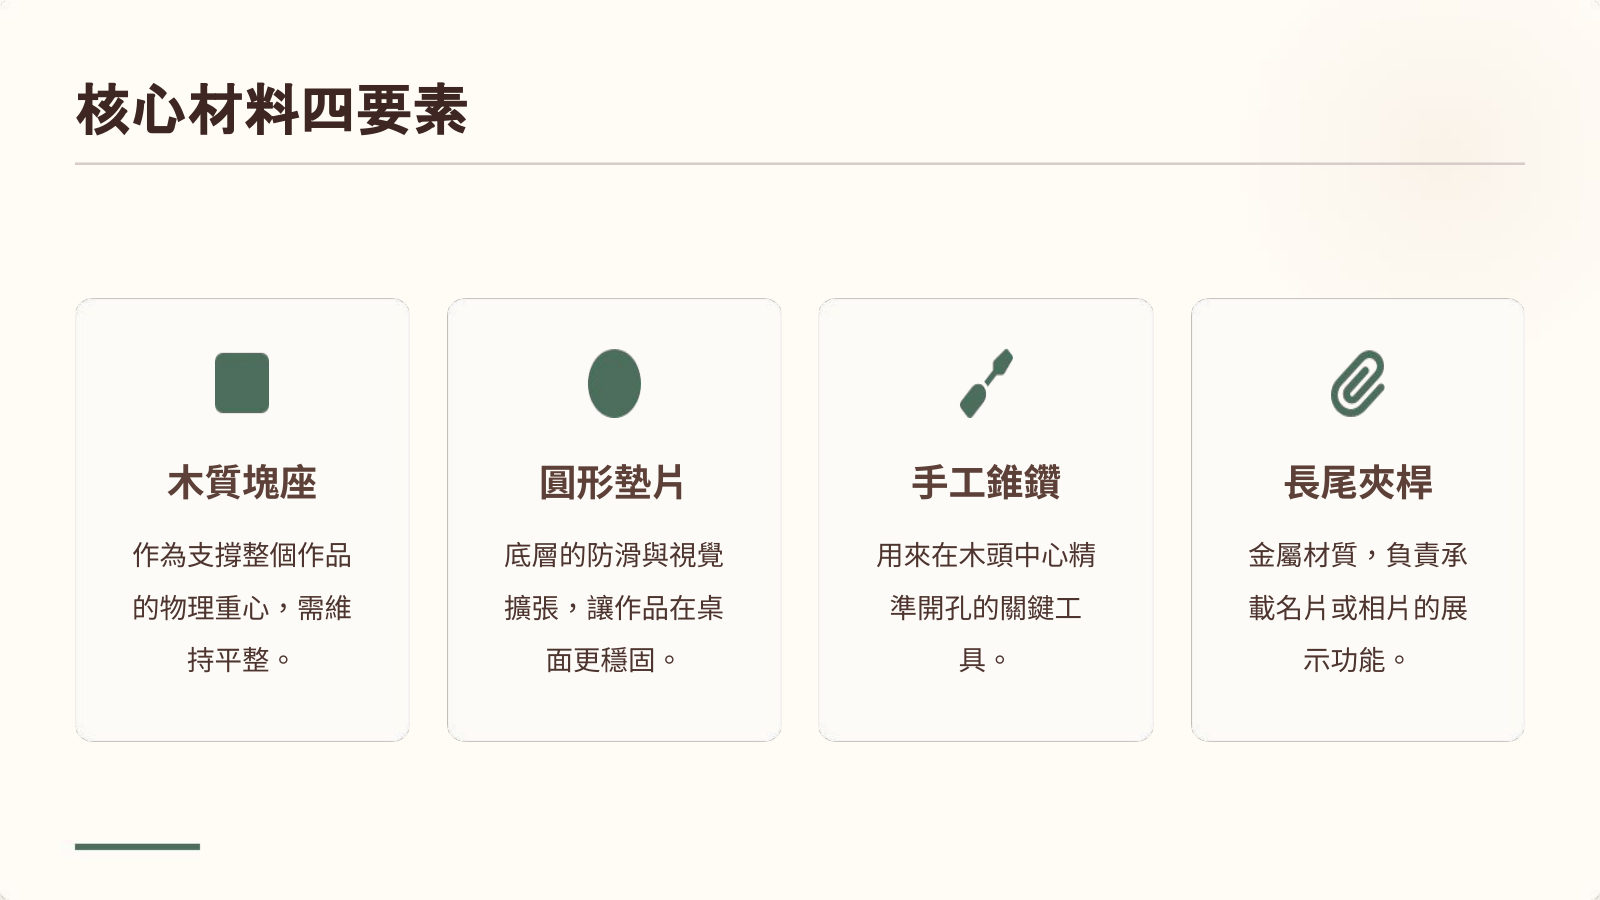 核心材料四要素
木質塊座
作為支撐整個作品
的物理重心，需維
持平整。
圓形墊片
底層的防滑與視覺
擴張，讓作品在桌
面更穩固。
手工錐鑽
用來在木頭中心精
準開孔的關鍵工
具。
長尾夾桿
金屬材質，負責承
載名片或相片的展
示功能。